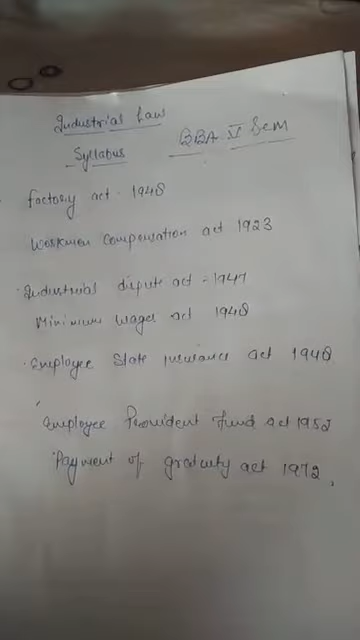 Industrial Law
Syllabus
BBA V Sem
Factory act - 1948
Workmen compensation act 1923
Industrial dispute act - 1947
Minimum wages act 1948
Employee State insurance act 1948
Employee Provident Fund act 1952
Payment of gratuity act 1972